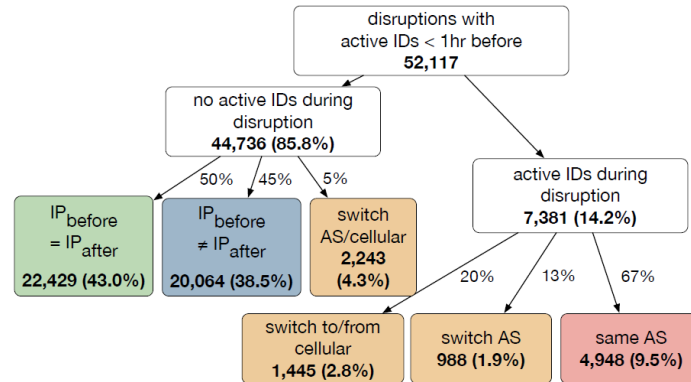 disruptions with
active IDs < 1hr before
52,117
no active IDs during
disruption
44,736 (85.8%)
50%
45%
5%
active IDs during
disruption
7,381 (14.2%)
IPbefore
= IPafter
22,429 (43.0%)
IPbefore
≠ IPafter
20,064 (38.5%)
switch
AS/cellular
2,243
(4.3%)
20%
13%
67%
switch to/from
cellular
1,445 (2.8%)
switch AS
988 (1.9%)
same AS
4,948 (9.5%)